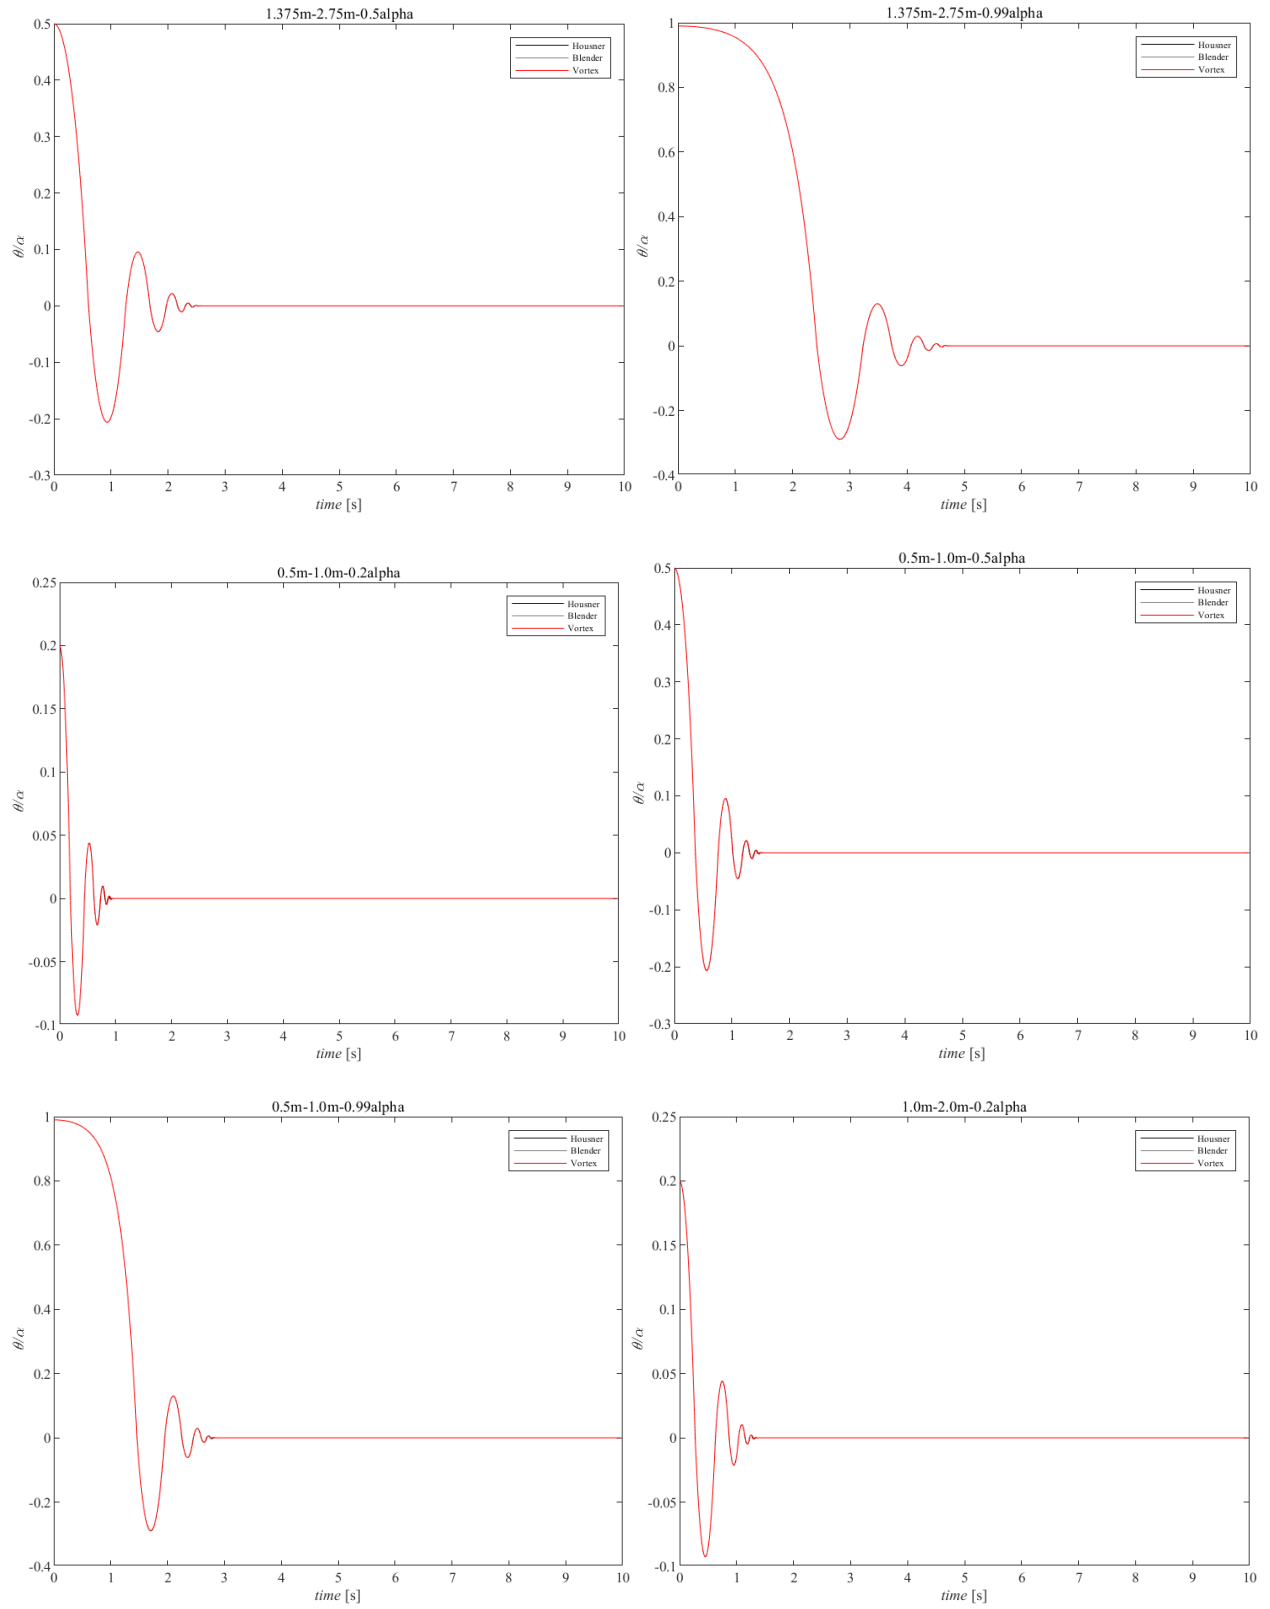 1.375m-2.75m-0.5alpha
0.5
0.4
0.3
0.2
0.1
0
-0.1
-0.2
-0.3
θ/α
Housner
Blender
Vortex
0 1 2 3 4 5 6 7 8 9 10
time [s]
1.375m-2.75m-0.99alpha
1
0.8
0.6
0.4
0.2
0
-0.2
-0.4
θ/α
Housner
Blender
Vortex
0 1 2 3 4 5 6 7 8 9 10
time [s]
0.5m-1.0m-0.2alpha
0.25
0.2
0.15
0.1
0.05
0
-0.05
-0.1
θ/α
Housner
Blender
Vortex
0 1 2 3 4 5 6 7 8 9 10
time [s]
0.5m-1.0m-0.5alpha
0.5
0.4
0.3
0.2
0.1
0
-0.1
-0.2
-0.3
θ/α
Housner
Blender
Vortex
0 1 2 3 4 5 6 7 8 9 10
time [s]
0.5m-1.0m-0.99alpha
1
0.8
0.6
0.4
0.2
0
-0.2
-0.4
θ/α
Housner
Blender
Vortex
0 1 2 3 4 5 6 7 8 9 10
time [s]
1.0m-2.0m-0.2alpha
0.25
0.2
0.15
0.1
0.05
0
-0.05
-0.1
θ/α
Housner
Blender
Vortex
0 1 2 3 4 5 6 7 8 9 10
time [s]